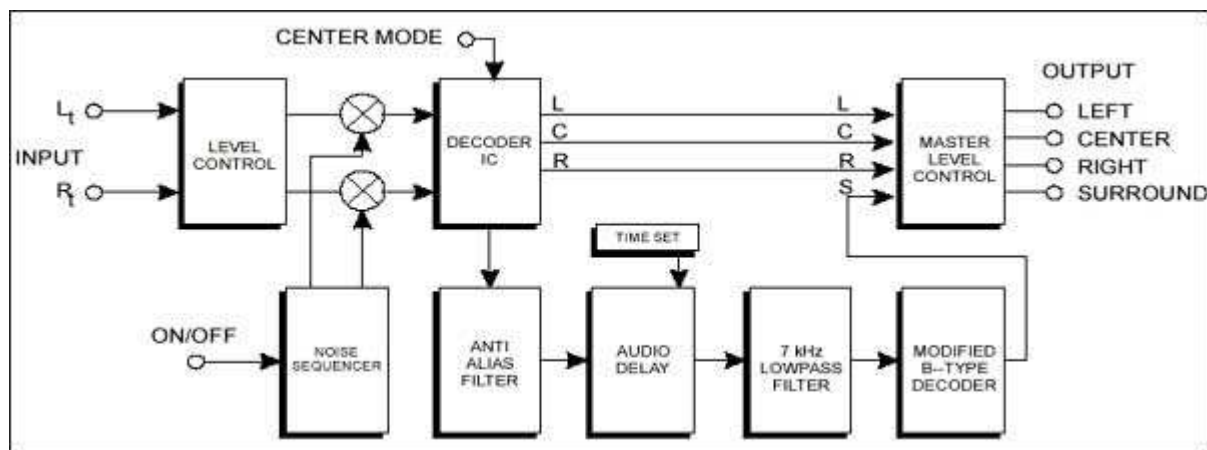 CENTER MODE
OUTPUT
Lt
INPUT
Rt
LEVEL
CONTROL
DECODER
IC
L
C
R
L
C
R
S
MASTER
LEVEL
CONTROL
LEFT
CENTER
RIGHT
SURROUND
TIME SET
ON/OFF
NOISE
SEQUENCER
ANTI
ALIAS
FILTER
AUDIO
DELAY
7 kHz
LOWPASS
FILTER
MODIFIED
B--TYPE
DECODER